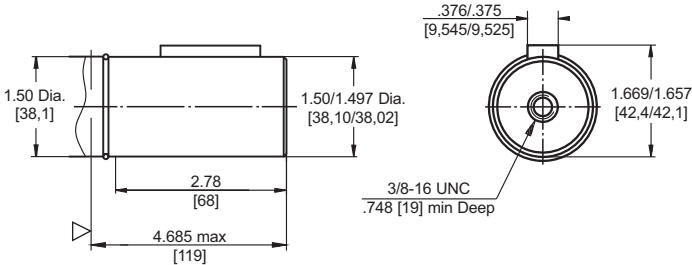 .376/.375
[9,545/9,525]
1.50 Dia.
[38,1]
1.50/1.497 Dia.
[38,10/38,02]
1.669/1.657
[42,4/42,1]
2.78
[68]
3/8-16 UNC
.748 [19] min Deep
4.685 max
[119]